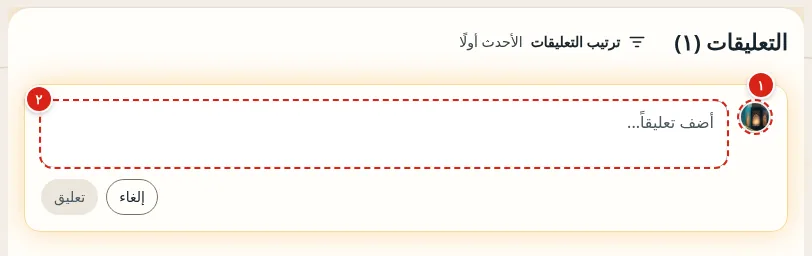 التعليقات (١)
ترتيب التعليقات الأحدث أولًا
١
٢
أضف تعليقاً...
إلغاء
تعليق